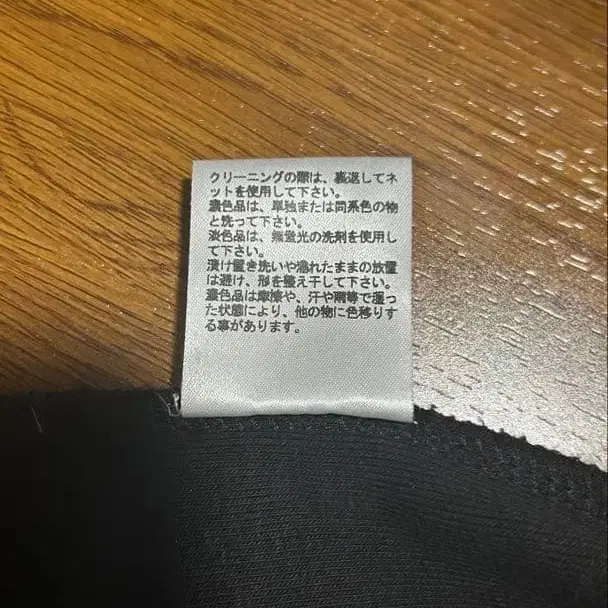 クリーニングの際は、裏返してネ
ットを使用して下さい。
濃色品は、単独または同系色の物
と洗って下さい。
淡色品は、無蛍光の洗剤を使用し
て下さい。
漬け置き洗いや濡れたままの放置
は避け、形を整え干して下さい。
濃色品は摩擦や、汗や雨等で湿っ
た状態により、他の物に色移りす
る事があります。